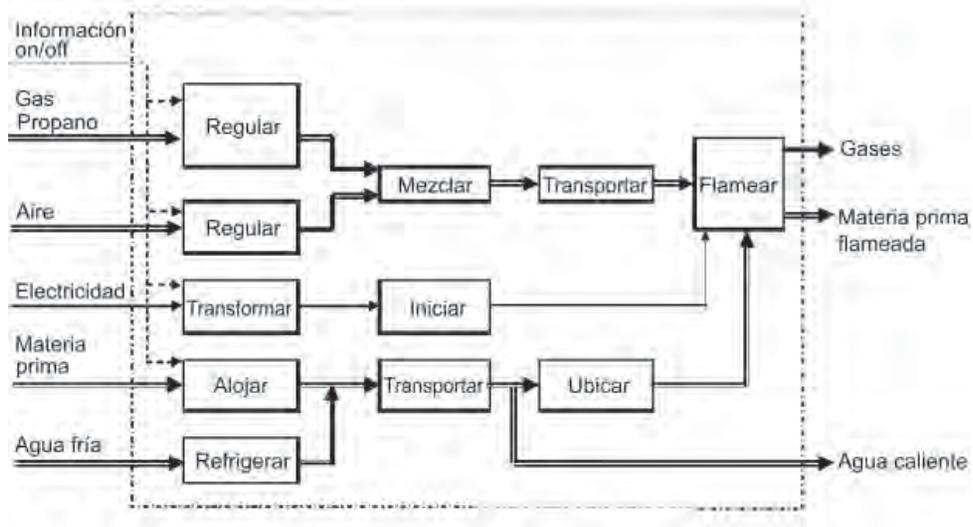 Información
on/off
Gas
Propano
Regular
Mezclar
Transportar
Flamear
Gases
Materia prima
flameada
Aire
Regular
Electricidad
Transformar
Iniciar
Materia
prima
Alojar
Transportar
Ubicar
Agua fría
Refrigerar
Agua caliente